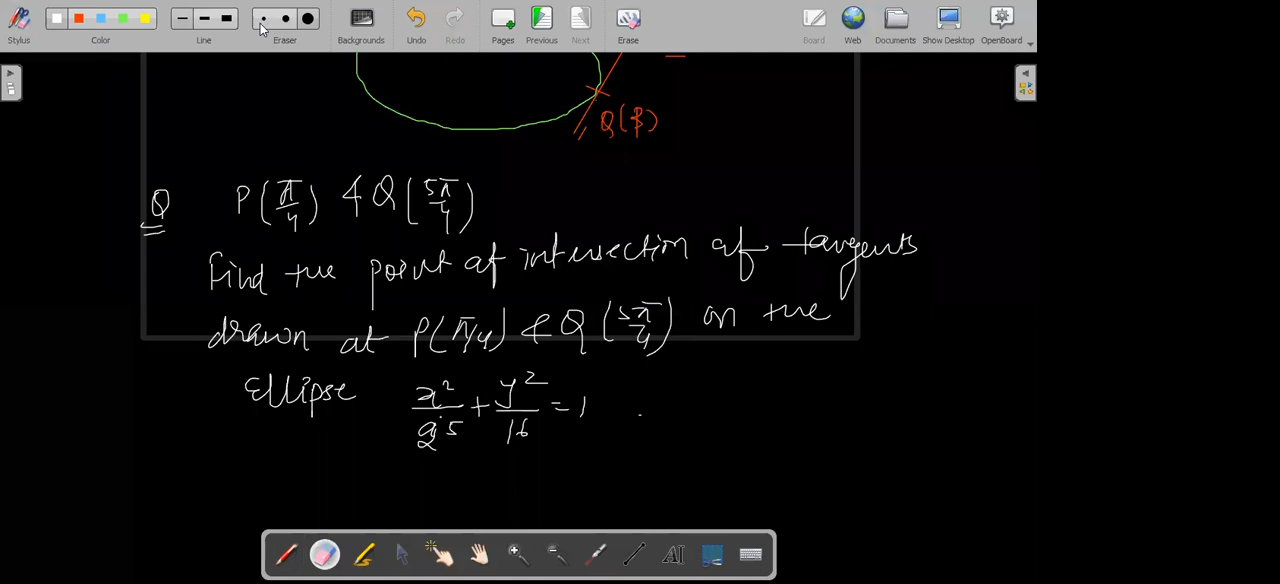 Stylus Color Line Eraser Backgrounds Undo Redo Pages Previous Next Erase Board Web Documents Show Desktop OpenBoard
Q(β)
Q P(π/4) & Q(5π/4)
Find the point of intersection of tangents
drawn at P(π/4) & Q(5π/4) on the
Ellipse x²/25 + y²/16 = 1